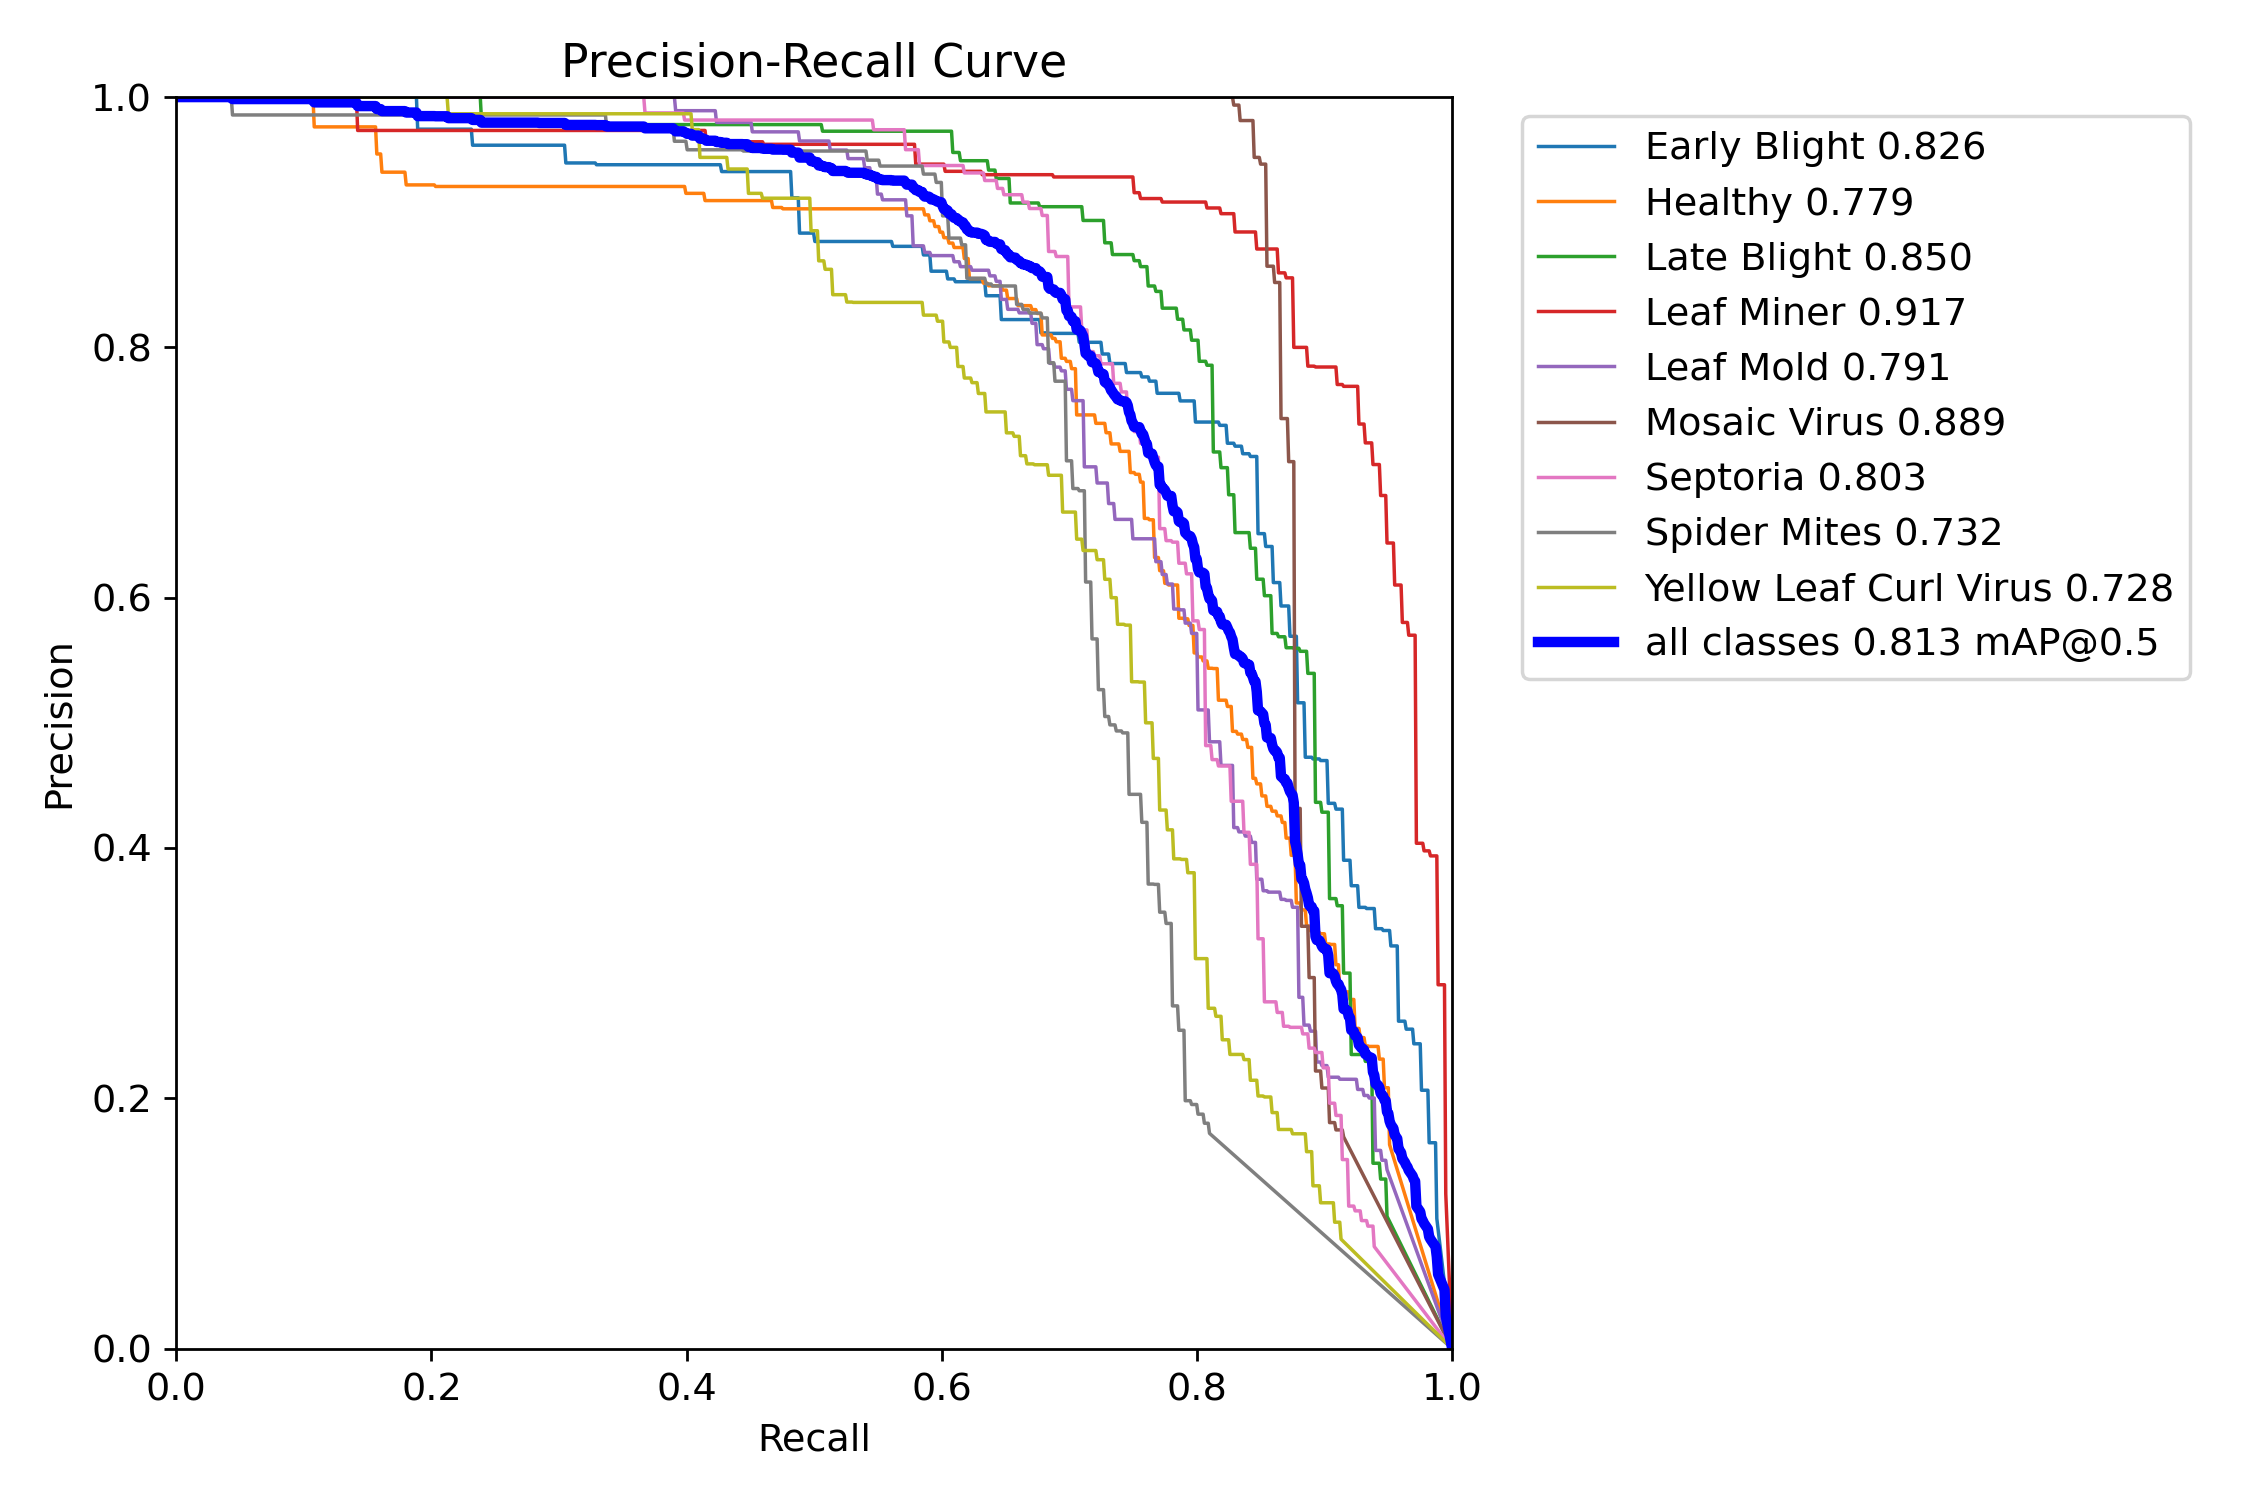 Precision-Recall Curve
1.0
0.8
0.6
0.4
0.2
0.0
Precision
0.0 0.2 0.4 0.6 0.8 1.0
Recall
Early Blight 0.826
Healthy 0.779
Late Blight 0.850
Leaf Miner 0.917
Leaf Mold 0.791
Mosaic Virus 0.889
Septoria 0.803
Spider Mites 0.732
Yellow Leaf Curl Virus 0.728
all classes 0.813 mAP@0.5